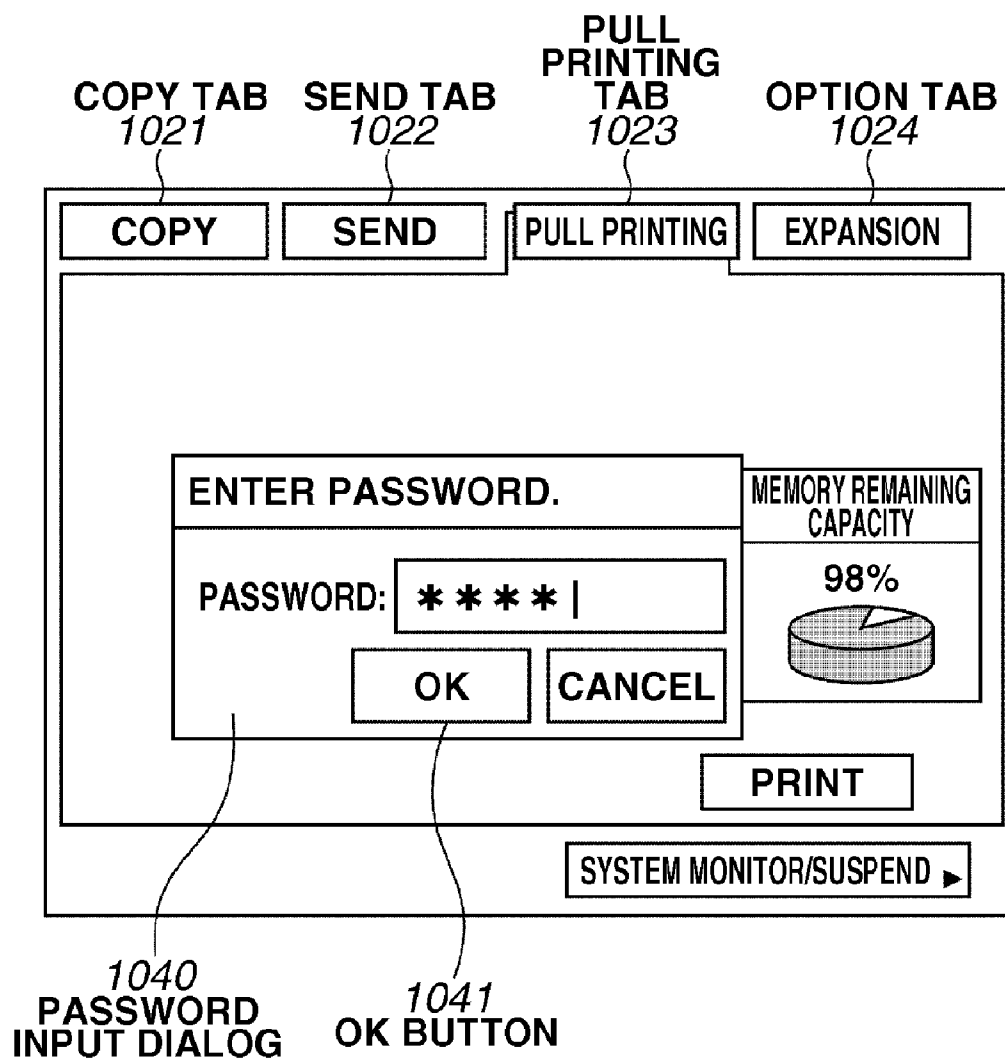 PULL
PRINTING
TAB
1023
COPY TAB
1021
SEND TAB
1022
OPTION TAB
1024
COPY
SEND
PULL PRINTING
EXPANSION
ENTER PASSWORD.
PASSWORD: ****|
OK
CANCEL
MEMORY REMAINING
CAPACITY
98%
PRINT
SYSTEM MONITOR/SUSPEND ▶
1040
PASSWORD
INPUT DIALOG
1041
OK BUTTON